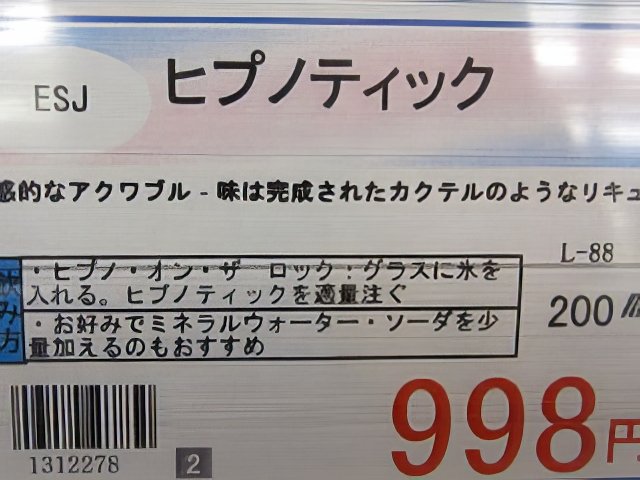 ヒプノティック
ESJ
感的なアクワブル - 味は完成されたカクテルのようなリキュ
L-88
飲み方
・ヒプノ・オン・ザ ロック：グラスに氷を
入れる。ヒプノティックを適量注ぐ
200ml
・お好みでミネラルウォーター・ソーダを少
量加えるのもおすすめ
998円
1312278
2